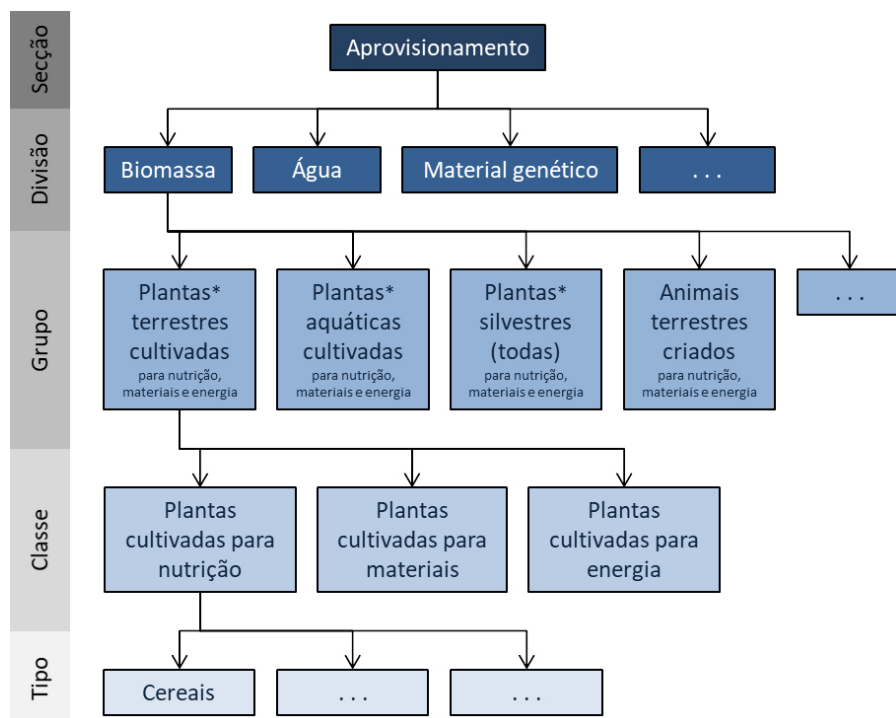 Secção
Aprovisionamento
Divisão
Biomassa
Água
Material genético
. . .
Grupo
Plantas*
terrestres
cultivadas
para nutrição,
materiais e energia
Plantas*
aquáticas
cultivadas
para nutrição,
materiais e energia
Plantas*
silvestres
(todas)
para nutrição,
materiais e energia
Animais
terrestres
criados
para nutrição,
materiais e energia
. . .
Classe
Plantas
cultivadas para
nutrição
Plantas
cultivadas para
materiais
Plantas
cultivadas para
energia
Tipo
Cereais
. . .
. . .